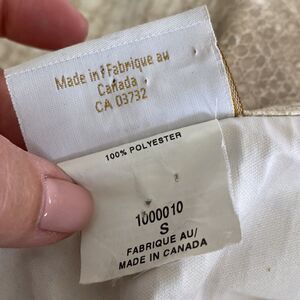 Made in/Fabrique au
Canada
CA 03732
100% POLYESTER
1000010
S
FABRIQUE AU/
MADE IN CANADA